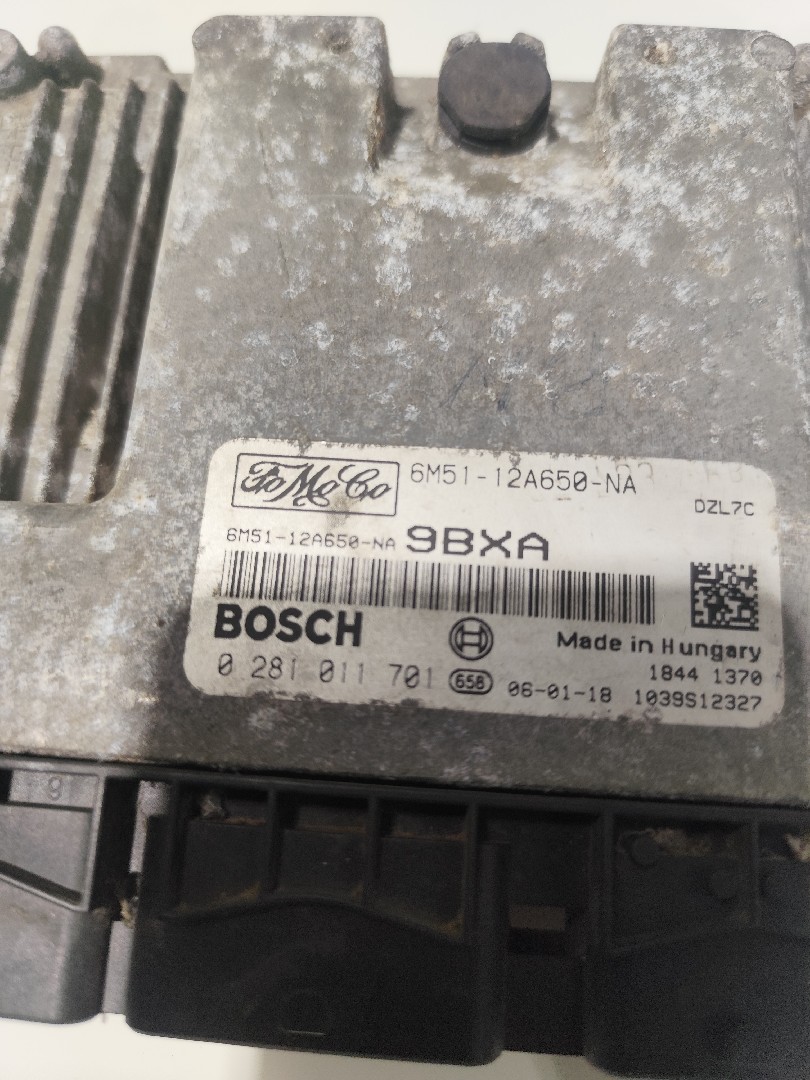 FoMoCo 6M51-12A650-NA
DZL7C
6M51-12A650-NA 9BXA
BOSCH
Made in Hungary
1844 1370
0 281 011 701 658 06-01-18 1039S12327
9